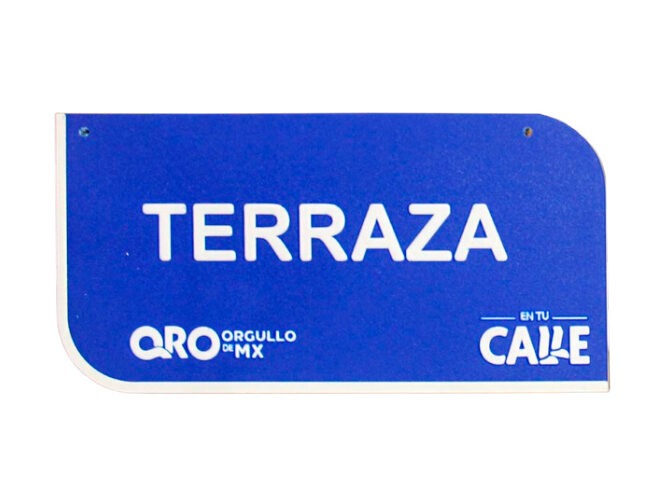 TERRAZA
QRO ORGULLO
DE MX
EN TU
CALLE